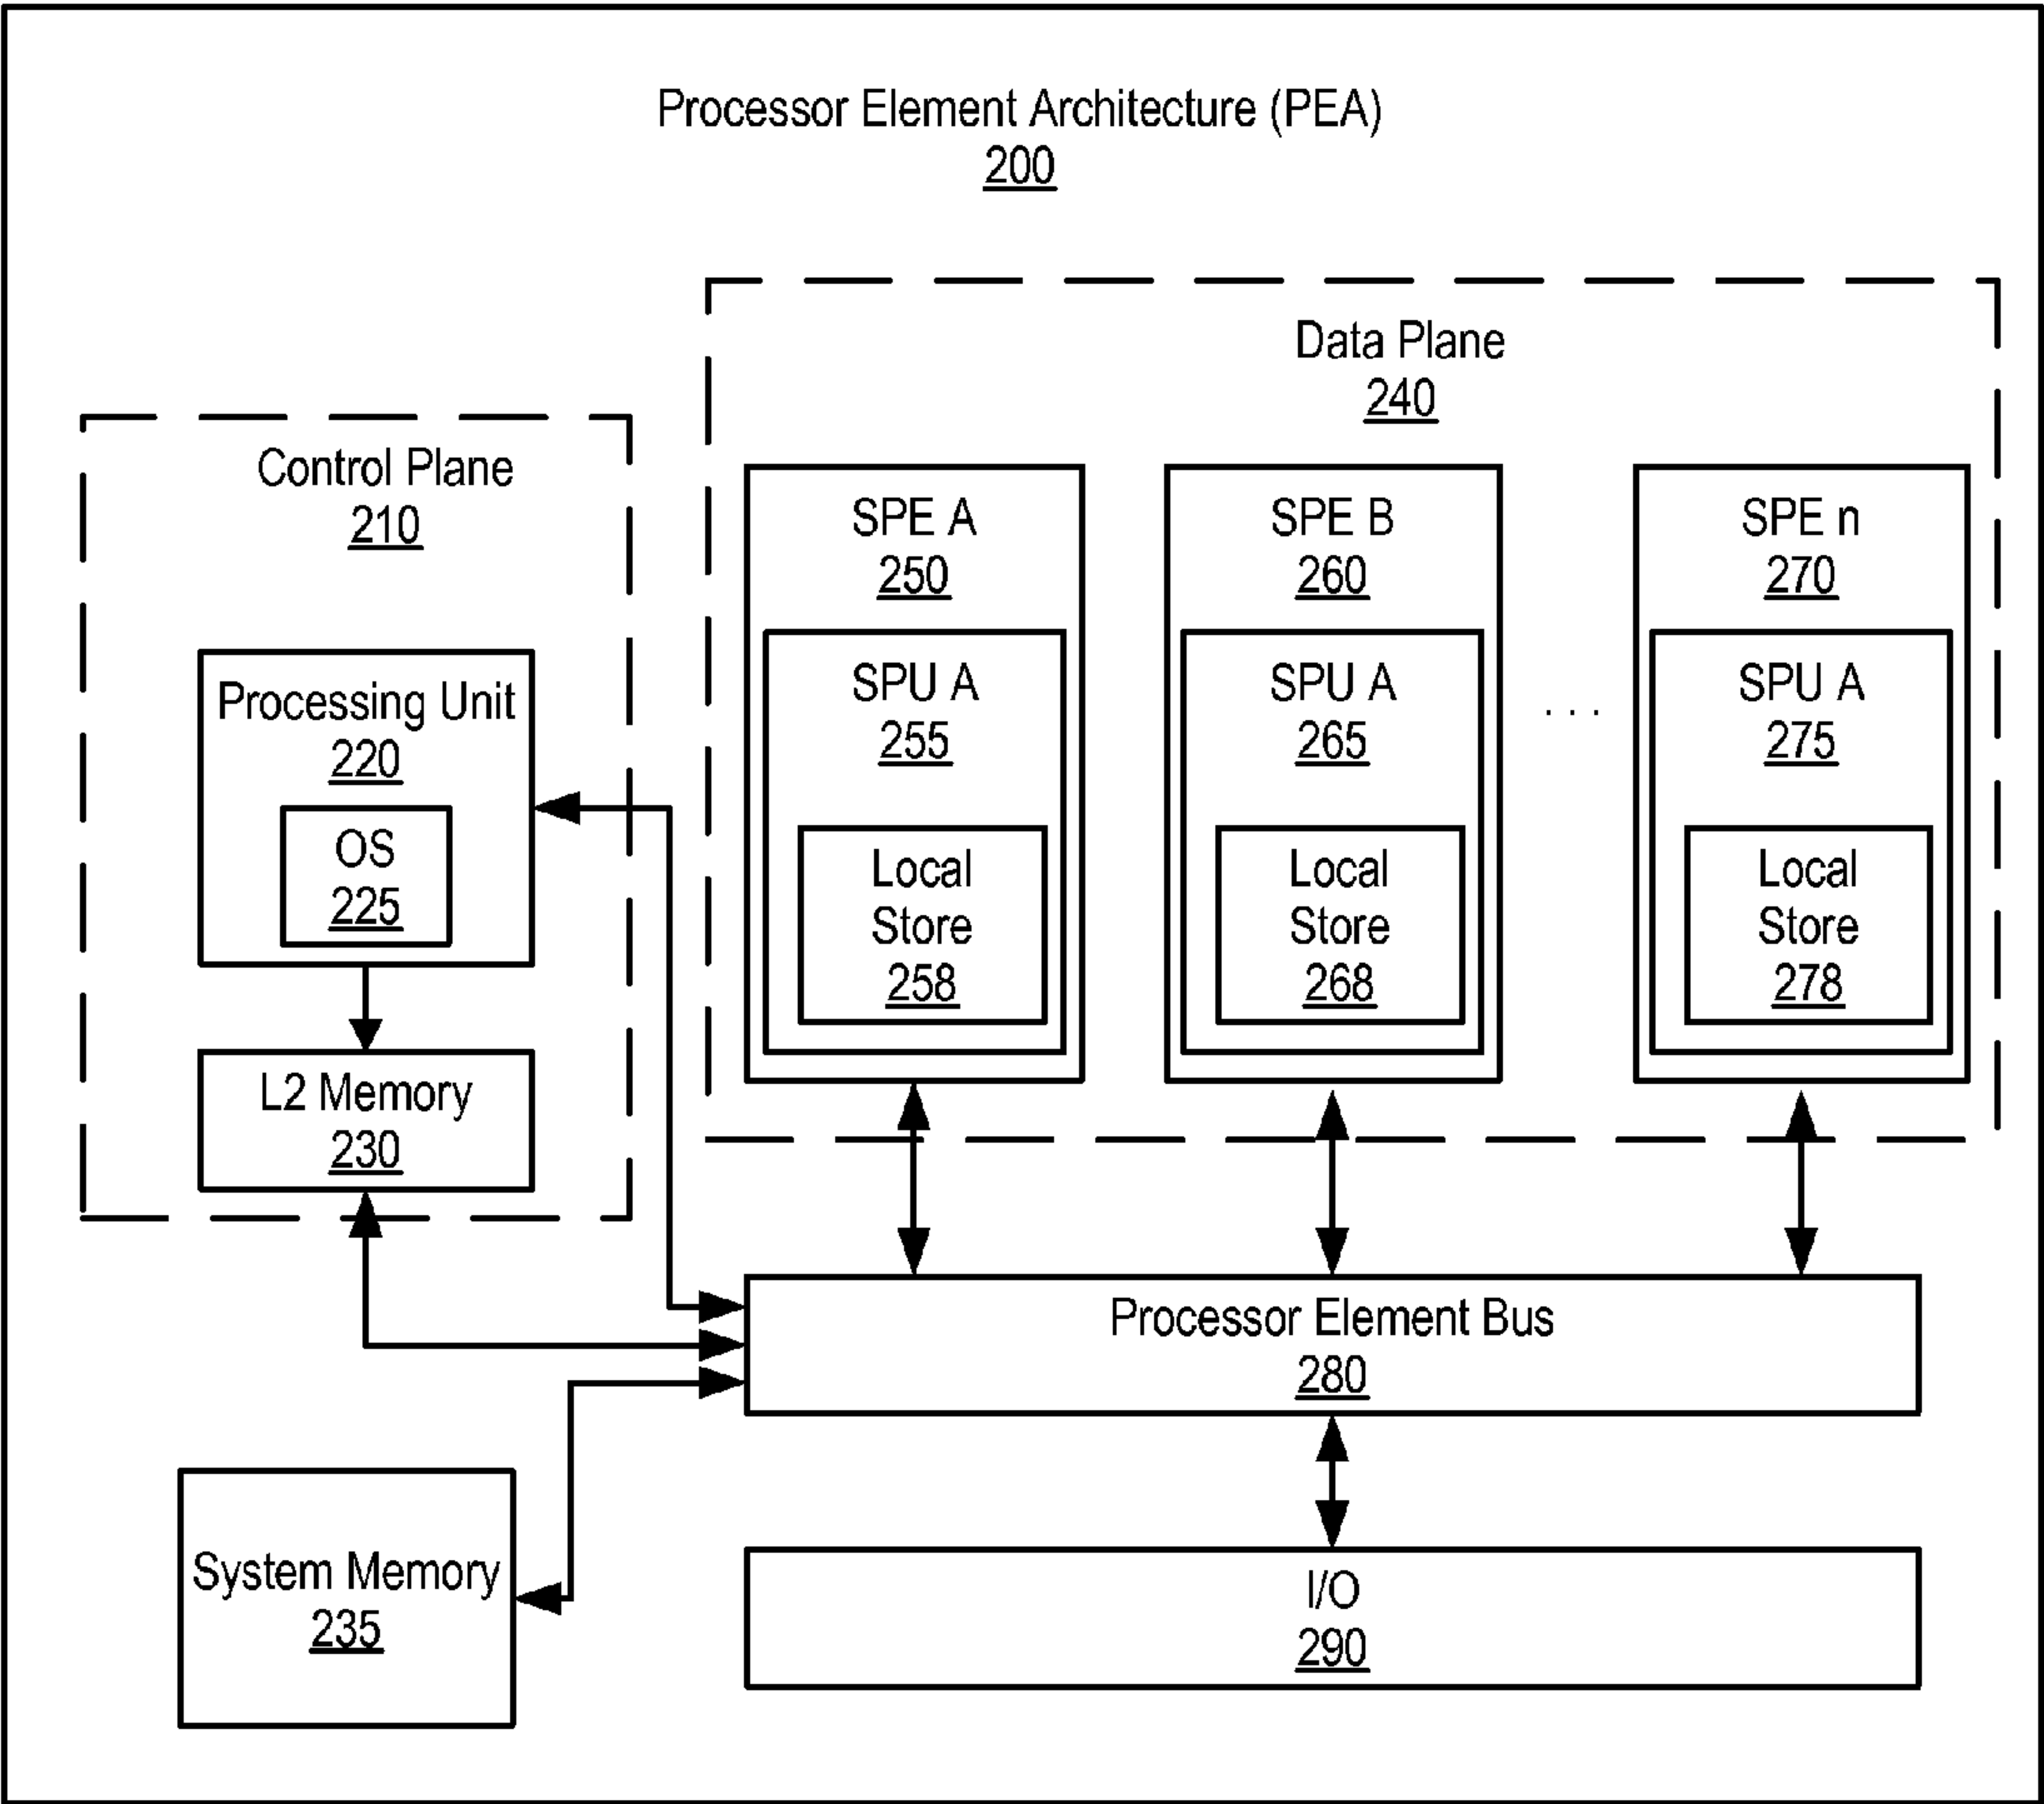 Processor Element Architecture (PEA)
200
Data Plane
240
Control Plane
210
SPE A
250
SPE B
260
SPE n
270
Processing Unit
220
SPU A
255
SPU A
265
. . .
SPU A
275
OS
225
Local
Store
258
Local
Store
268
Local
Store
278
L2 Memory
230
Processor Element Bus
280
System Memory
235
I/O
290